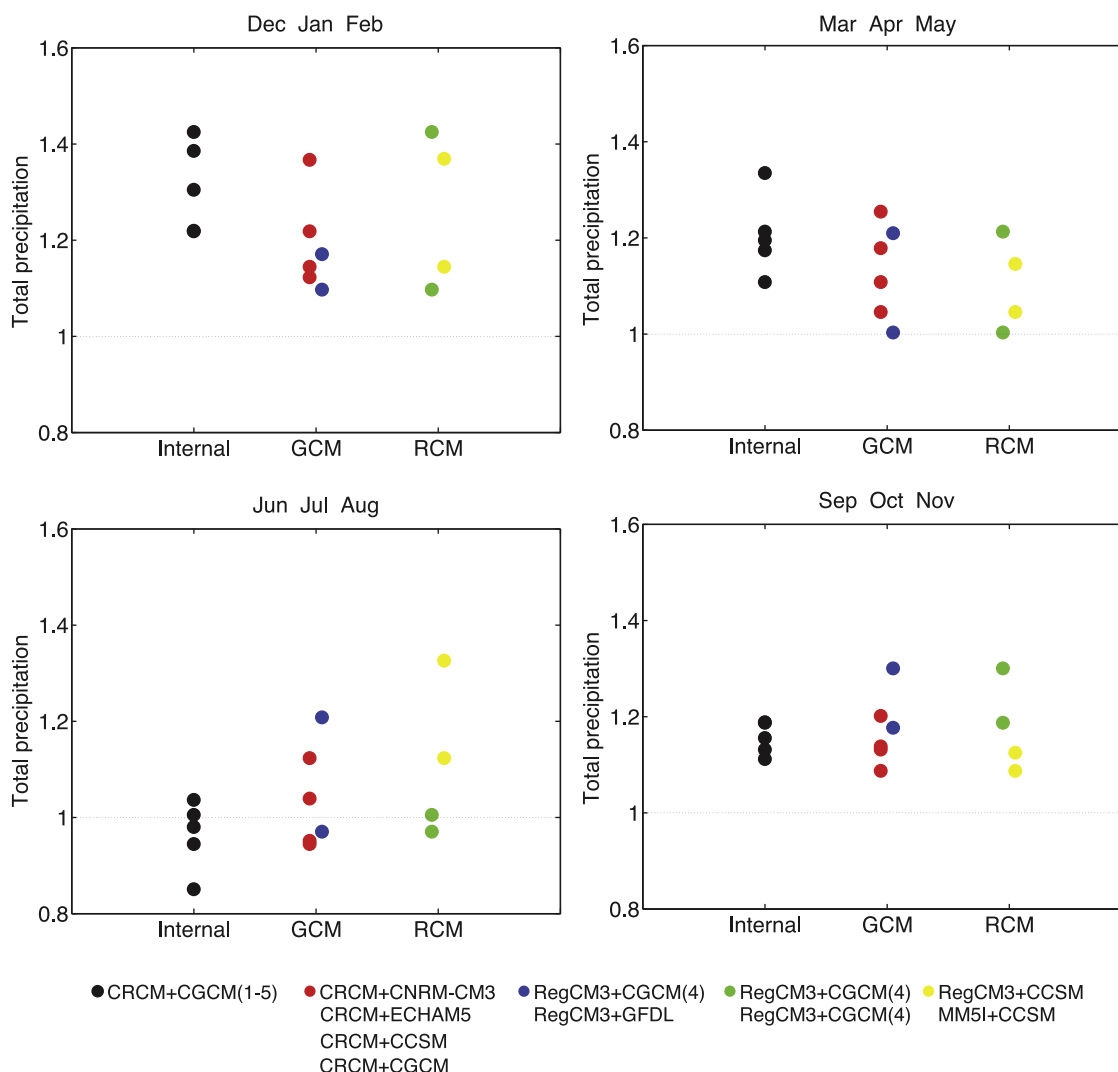 Dec Jan Feb
Total precipitation
1.6
1.4
1.2
1
0.8
Internal GCM RCM
Mar Apr May
Total precipitation
1.6
1.4
1.2
1
0.8
Internal GCM RCM
Jun Jul Aug
Total precipitation
1.6
1.4
1.2
1
0.8
Internal GCM RCM
Sep Oct Nov
Total precipitation
1.6
1.4
1.2
1
0.8
Internal GCM RCM
CRCM+CGCM(1-5)
CRCM+CNRM-CM3
CRCM+ECHAM5
CRCM+CCSM
CRCM+CGCM
RegCM3+CGCM(4)
RegCM3+GFDL
RegCM3+CGCM(4)
RegCM3+CGCM(4)
RegCM3+CCSM
MM5I+CCSM